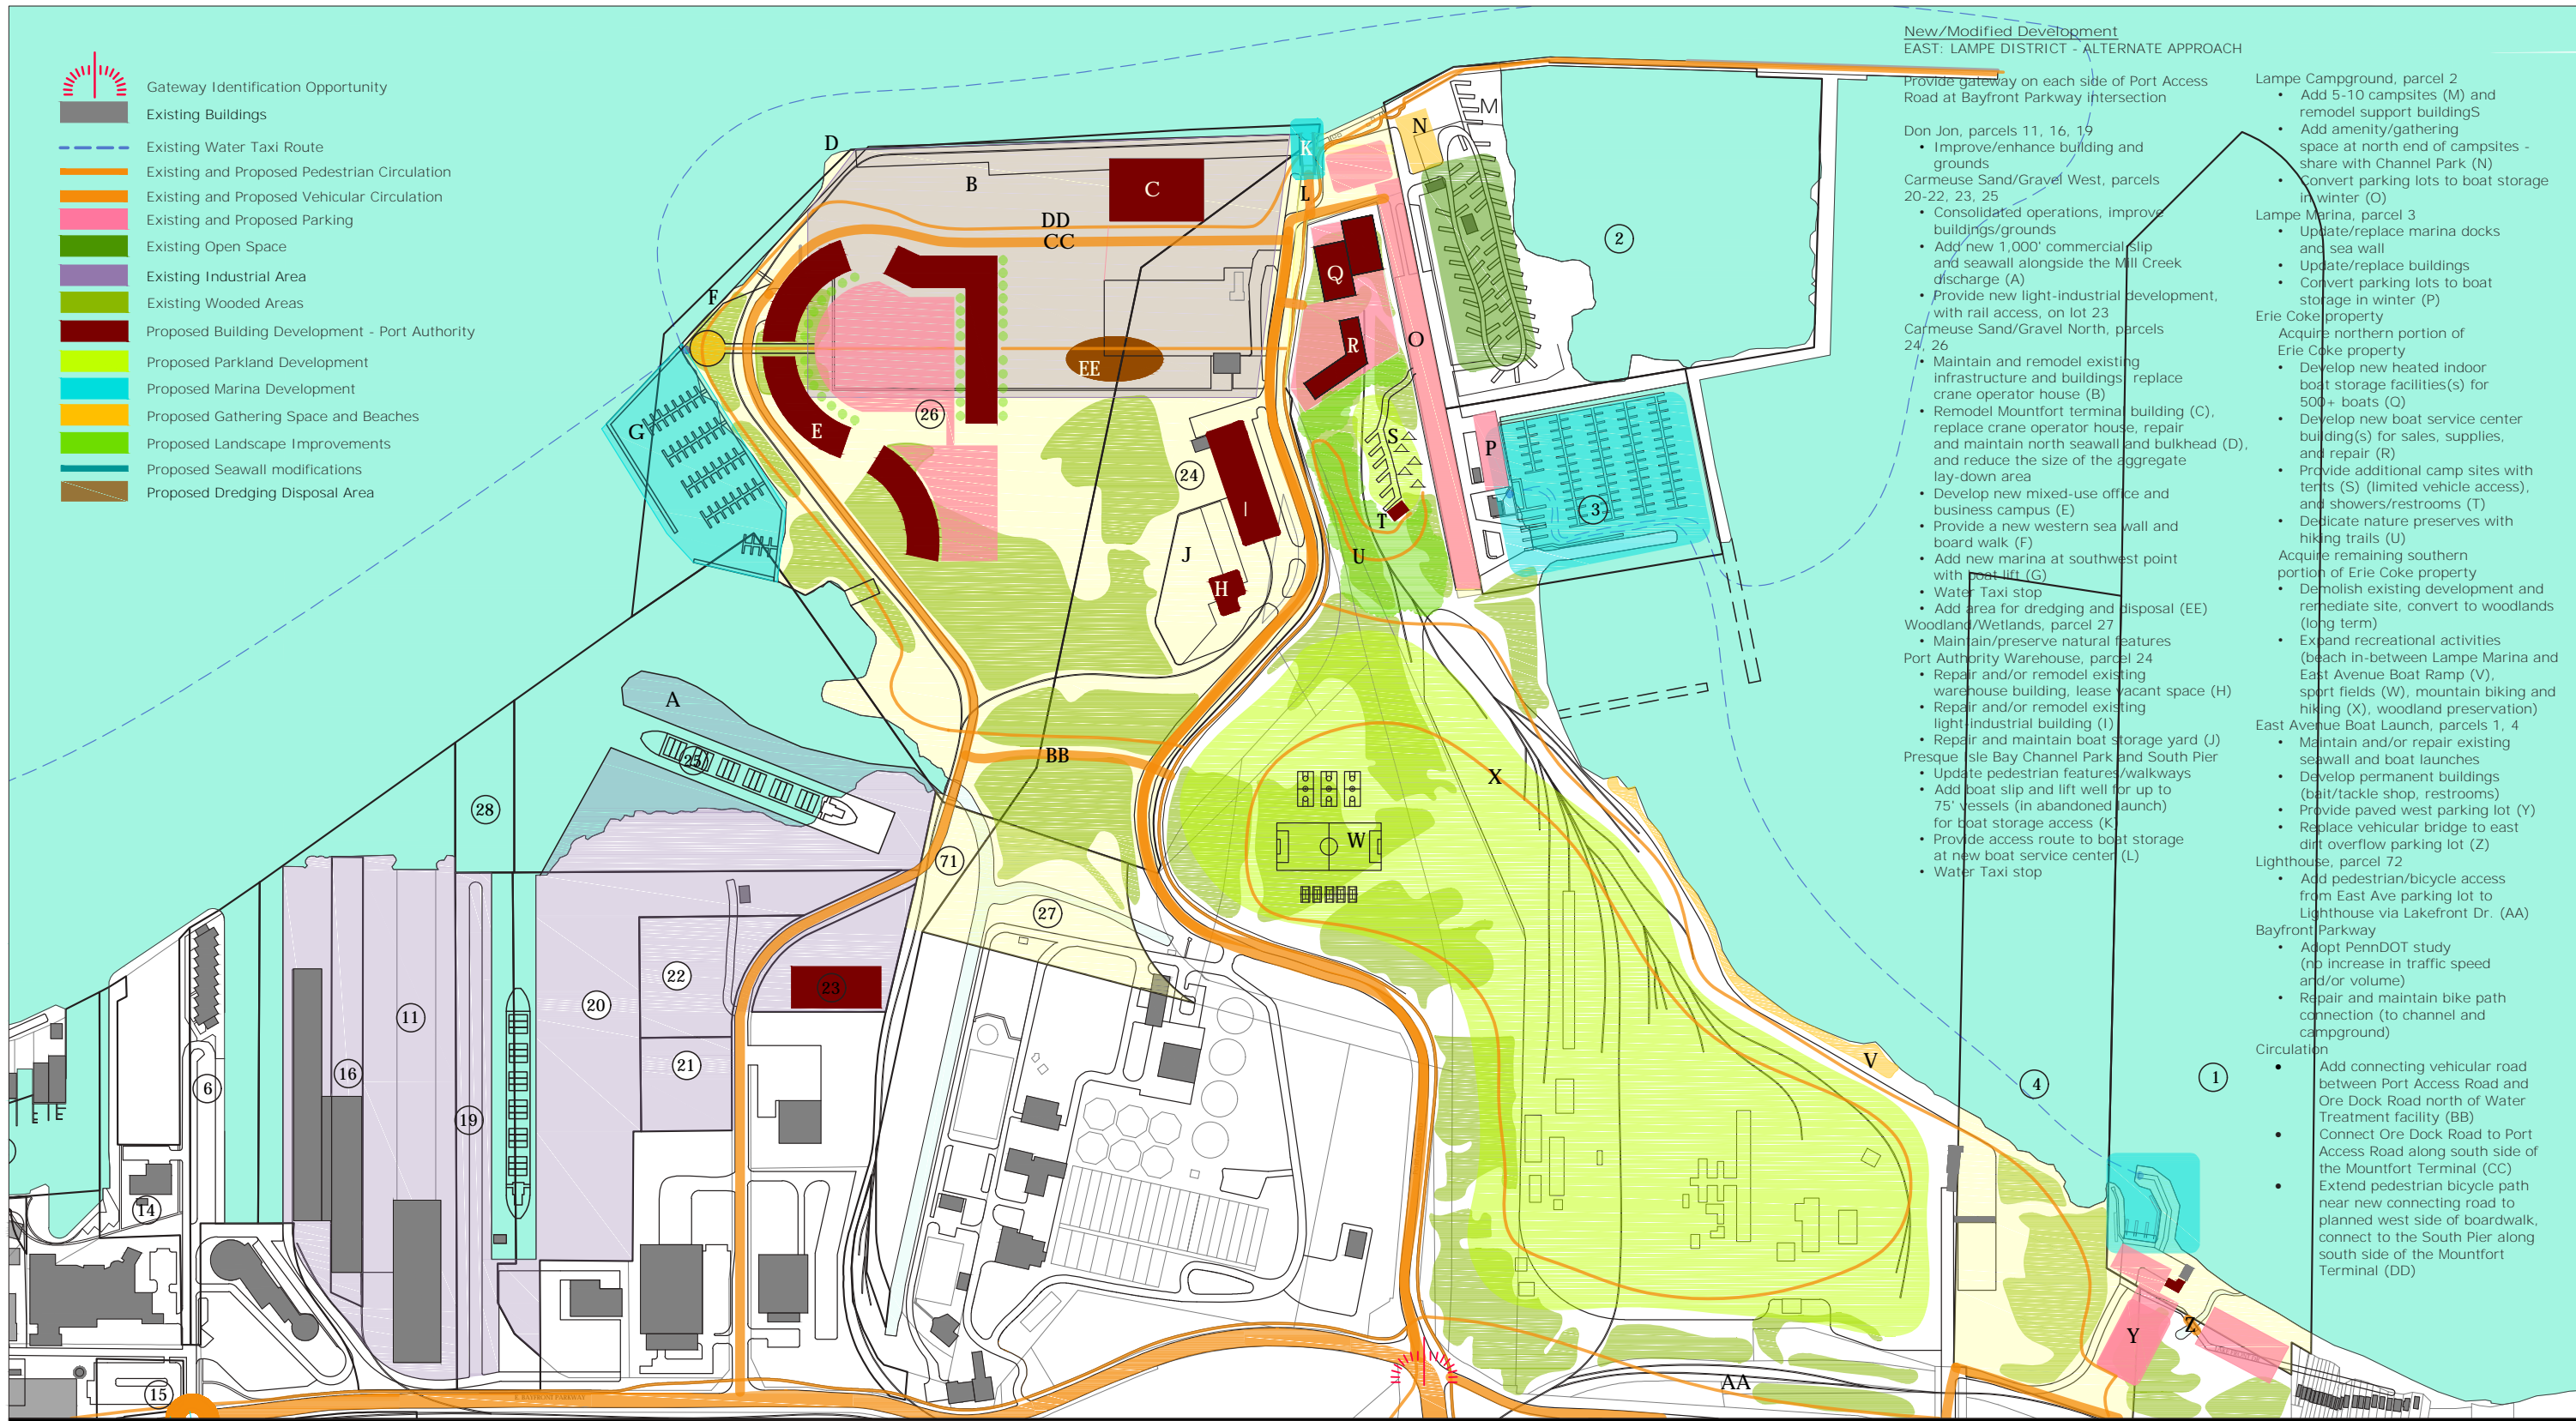 Gateway Identification Opportunity
Existing Buildings
Existing Water Taxi Route
Existing and Proposed Pedestrian Circulation
Existing and Proposed Vehicular Circulation
Existing and Proposed Parking
Existing Open Space
Existing Industrial Area
Existing Wooded Areas
Proposed Building Development - Port Authority
Proposed Parkland Development
Proposed Marina Development
Proposed Gathering Space and Beaches
Proposed Landscape Improvements
Proposed Seawall modifications
Proposed Dredging Disposal Area
New/Modified Development
EAST: LAMPE DISTRICT - ALTERNATE APPROACH
Provide gateway on each side of Port Access
Road at Bayfront Parkway intersection
Don Jon, parcels 11, 16, 19
• Improve/enhance building and
grounds
Carmeuse Sand/Gravel West, parcels
20-22, 23, 25
• Consolidated operations, improve
buildings/grounds
• Add new 1,000' commercial slip
and seawall alongside the Mill Creek
discharge (A)
• Provide new light-industrial development,
with rail access, on lot 23
Carmeuse Sand/Gravel North, parcels
24, 26
• Maintain and remodel existing
infrastructure and buildings, replace
crane operator house (B)
• Remodel Mountfort terminal building (C),
replace crane operator house, repair
and maintain north seawall and bulkhead (D),
and reduce the size of the aggregate
lay-down area
• Develop new mixed-use office and
business campus (E)
• Provide a new western sea wall and
board walk (F)
• Add new marina at southwest point
with boat lift (G)
• Water Taxi stop
• Add area for dredging and disposal (EE)
Woodland/Wetlands, parcel 27
• Maintain/preserve natural features
Port Authority Warehouse, parcel 24
• Repair and/or remodel existing
warehouse building, lease vacant space (H)
• Repair and/or remodel existing
light-industrial building (I)
• Repair and maintain boat storage yard (J)
Presque Isle Bay Channel Park and South Pier
• Update pedestrian features/walkways
• Add boat slip and lift well for up to
75' vessels (in abandoned launch)
for boat storage access (K)
• Provide access route to boat storage
at new boat service center (L)
• Water Taxi stop
Lampe Campground, parcel 2
• Add 5-10 campsites (M) and
remodel support buildingS
• Add amenity/gathering
space at north end of campsites -
share with Channel Park (N)
• Convert parking lots to boat storage
in winter (O)
Lampe Marina, parcel 3
• Update/replace marina docks
and sea wall
• Update/replace buildings
• Convert parking lots to boat
storage in winter (P)
Erie Coke property
Acquire northern portion of
Erie Coke property
• Develop new heated indoor
boat storage facilities(s) for
500+ boats (Q)
• Develop new boat service center
building(s) for sales, supplies,
and repair (R)
• Provide additional camp sites with
tents (S) (limited vehicle access),
and showers/restrooms (T)
• Dedicate nature preserves with
hiking trails (U)
Acquire remaining southern
portion of Erie Coke property
• Demolish existing development and
remediate site, convert to woodlands
(long term)
• Expand recreational activities
(beach in-between Lampe Marina and
East Avenue Boat Ramp (V),
sport fields (W), mountain biking and
hiking (X), woodland preservation)
East Avenue Boat Launch, parcels 1, 4
• Maintain and/or repair existing
seawall and boat launches
• Develop permanent buildings
(bait/tackle shop, restrooms)
• Provide paved west parking lot (Y)
• Replace vehicular bridge to east
dirt overflow parking lot (Z)
Lighthouse, parcel 72
• Add pedestrian/bicycle access
from East Ave parking lot to
Lighthouse via Lakefront Dr. (AA)
Bayfront Parkway
• Adopt PennDOT study
(no increase in traffic speed
and/or volume)
• Repair and maintain bike path
connection (to channel and
campground)
Circulation
• Add connecting vehicular road
between Port Access Road and
Ore Dock Road north of Water
Treatment facility (BB)
• Connect Ore Dock Road to Port
Access Road along south side of
the Mountfort Terminal (CC)
• Extend pedestrian bicycle path
near new connecting road to
planned west side of boardwalk,
connect to the South Pier along
south side of the Mountfort
Terminal (DD)
D
B
C
K
L
M
N
DD
CC
F
Q
2
O
R
EE
26
E
G
P
S
24
I
3
T
J
U
H
A
25
BB
X
28
W
71
27
22
23
20
11
16
21
6
19
V
4
1
14
15
Y
Z
AA
E. BAYFRONT PARKWAY